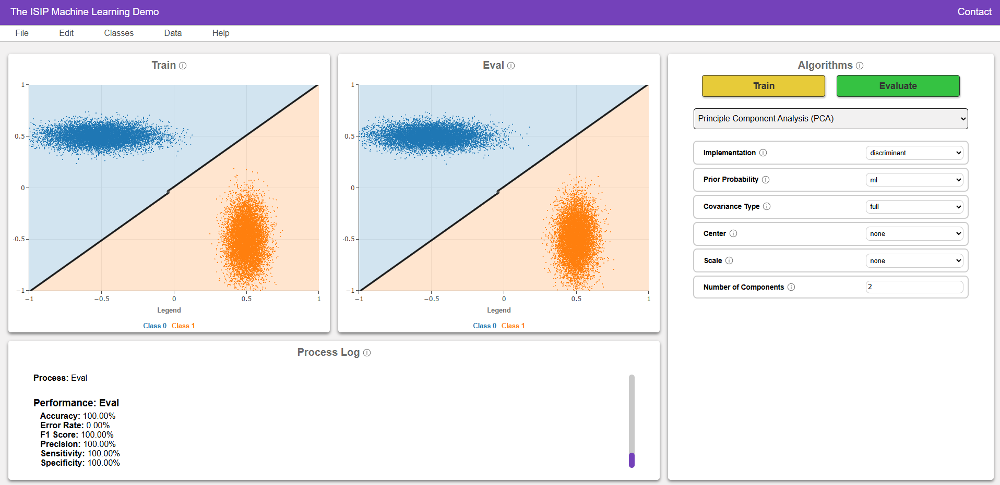 The ISIP Machine Learning Demo Contact
File Edit Classes Data Help
Train
1
0.5
0
-0.5
−1
−1 −0.5 0 0.5 1
Legend
Class 0 Class 1
Eval
1
0.5
0
-0.5
−1
−1 −0.5 0 0.5 1
Legend
Class 0 Class 1
Algorithms
Train Evaluate
Principle Component Analysis (PCA)
Implementation discriminant
Prior Probability ml
Covariance Type full
Center none
Scale none
Number of Components 2
Process Log
Process: Eval
Performance: Eval
Accuracy: 100.00%
Error Rate: 0.00%
F1 Score: 100.00%
Precision: 100.00%
Sensitivity: 100.00%
Specificity: 100.00%